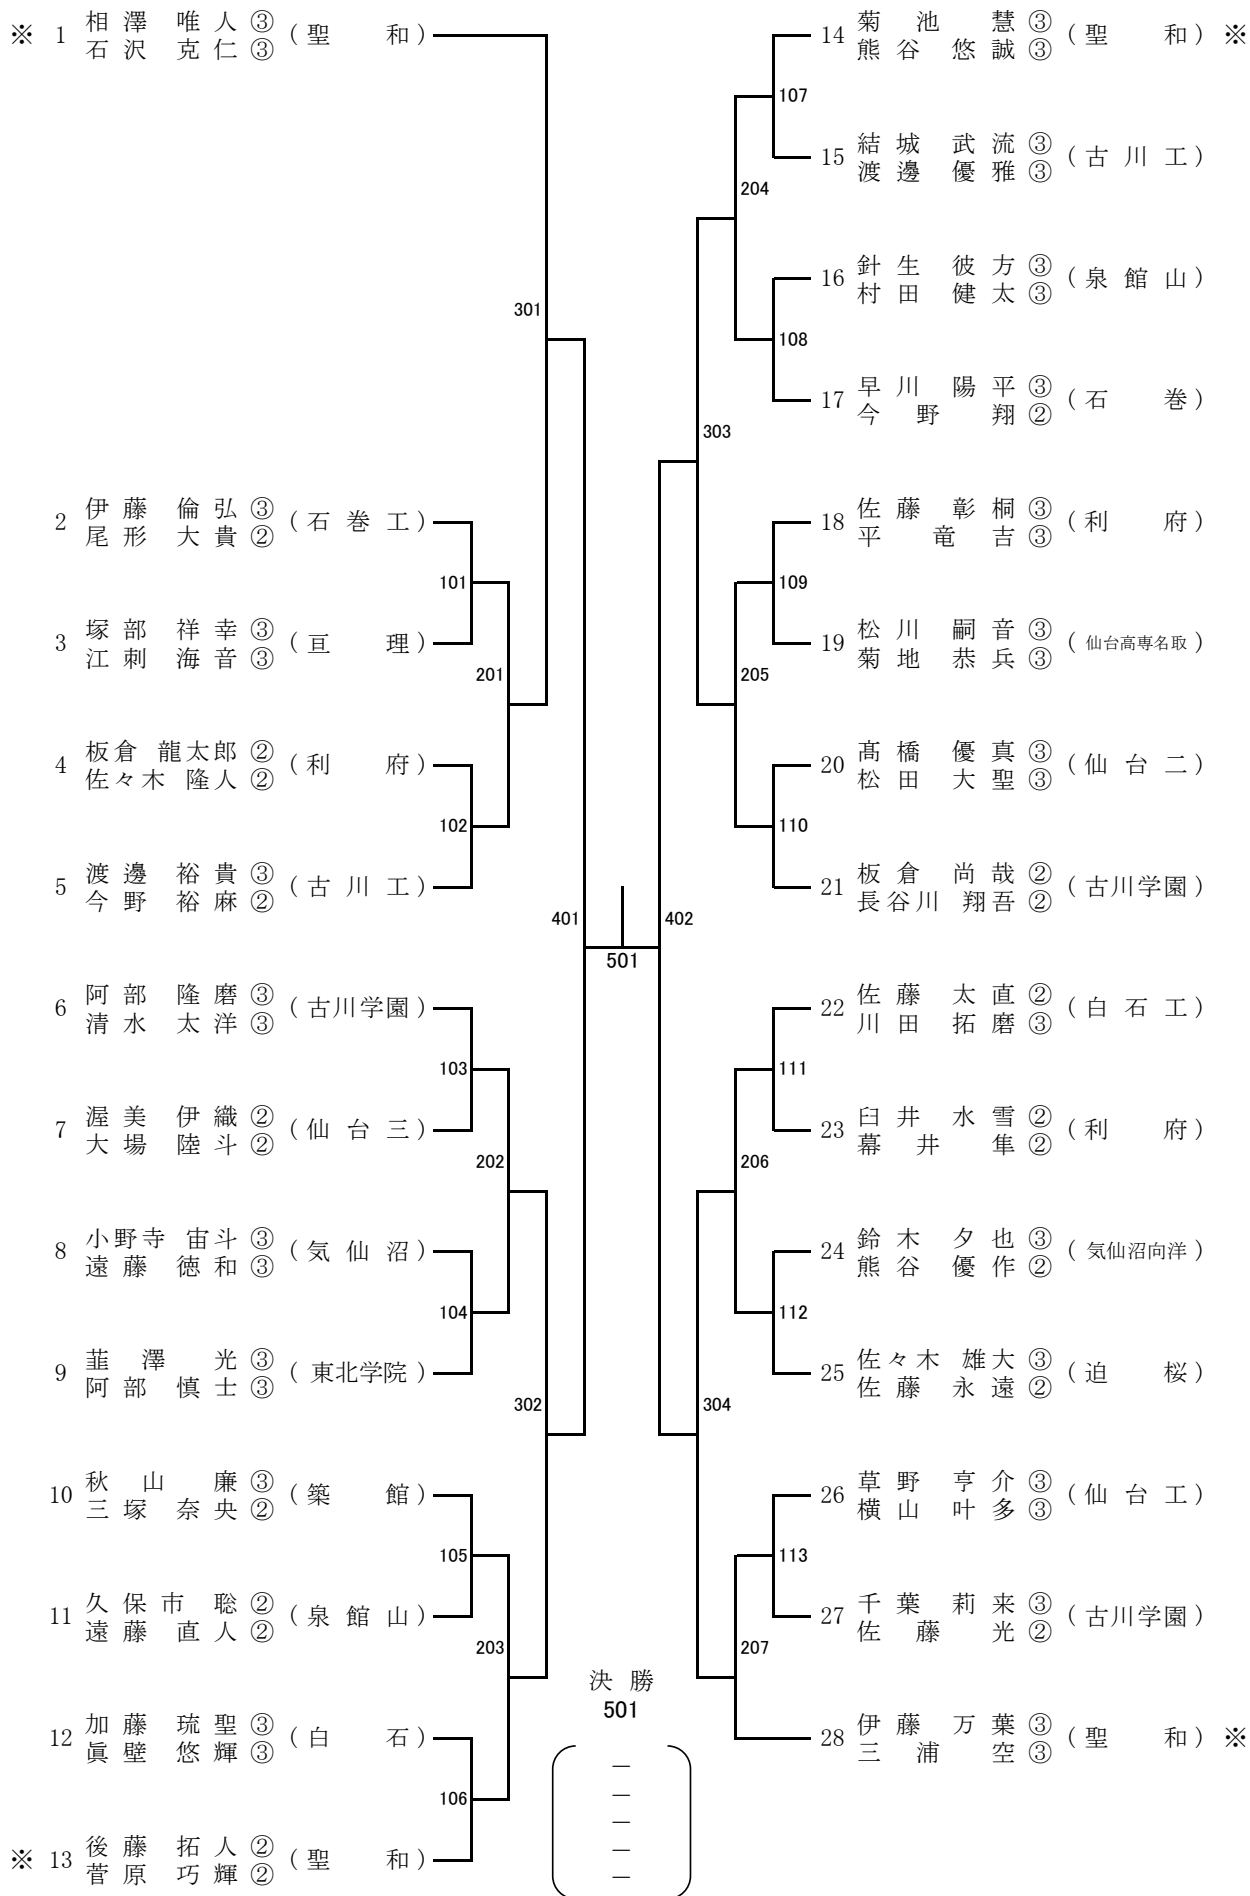 ※ 1 相澤 唯人 ③ (聖 和)
石沢 克仁 ③
2 伊藤 倫弘 ③ (石巻工)
尾形 大貴 ②
101
3 塚部 祥幸 ③ (亘 理)
江刺 海音 ③
201
4 板倉 龍太郎 ② (利 府)
佐々木 隆人 ②
102
5 渡邊 裕貴 ③ (古川工)
今野 裕麻 ②
301
401
6 阿部 隆磨 ③ (古川学園)
清水 太洋 ③
103
7 渥美 伊織 ② (仙台三)
大場 陸斗 ②
202
8 小野寺 宙斗 ③ (気仙沼)
遠藤 徳和 ③
104
9 韮澤 光 ③ (東北学院)
阿部 慎士 ③
302
10 秋山 廉 ③ (築 館)
三塚 奈央 ②
105
11 久保市 聡 ② (泉館山)
遠藤 直人 ②
203
12 加藤 琉聖 ③ (白 石)
眞壁 悠輝 ③
106
※ 13 後藤 拓人 ② (聖 和)
菅原 巧輝 ②
14 菊池 慧 ③ (聖 和) ※
熊谷 悠誠 ③
107
15 結城 武流 ③ (古川工)
渡邊 優雅 ③
204
16 針生 彼方 ③ (泉館山)
村田 健太 ③
108
17 早川 陽平 ③ (石 巻)
今野 翔 ②
303
18 佐藤 彰桐 ③ (利 府)
平 竜吉 ③
109
19 松川 嗣音 ③ (仙台高専名取)
菊地 恭兵 ③
205
20 髙橋 優真 ③ (仙台二)
松田 大聖 ③
110
21 板倉 尚哉 ② (古川学園)
長谷川 翔吾 ②
402
501
22 佐藤 太直 ② (白石工)
川田 拓磨 ③
111
23 臼井 水雪 ② (利 府)
幕井 隼 ②
206
24 鈴木 夕也 ③ (気仙沼向洋)
熊谷 優作 ②
112
25 佐々木 雄大 ③ (迫 桜)
佐藤 永遠 ②
304
26 草野 亨介 ③ (仙台工)
横山 叶多 ③
113
27 千葉 莉来 ③ (古川学園)
佐藤 光 ②
207
28 伊藤 万葉 ③ (聖 和) ※
三浦 空 ③
決勝
501
－
－
－
－
－